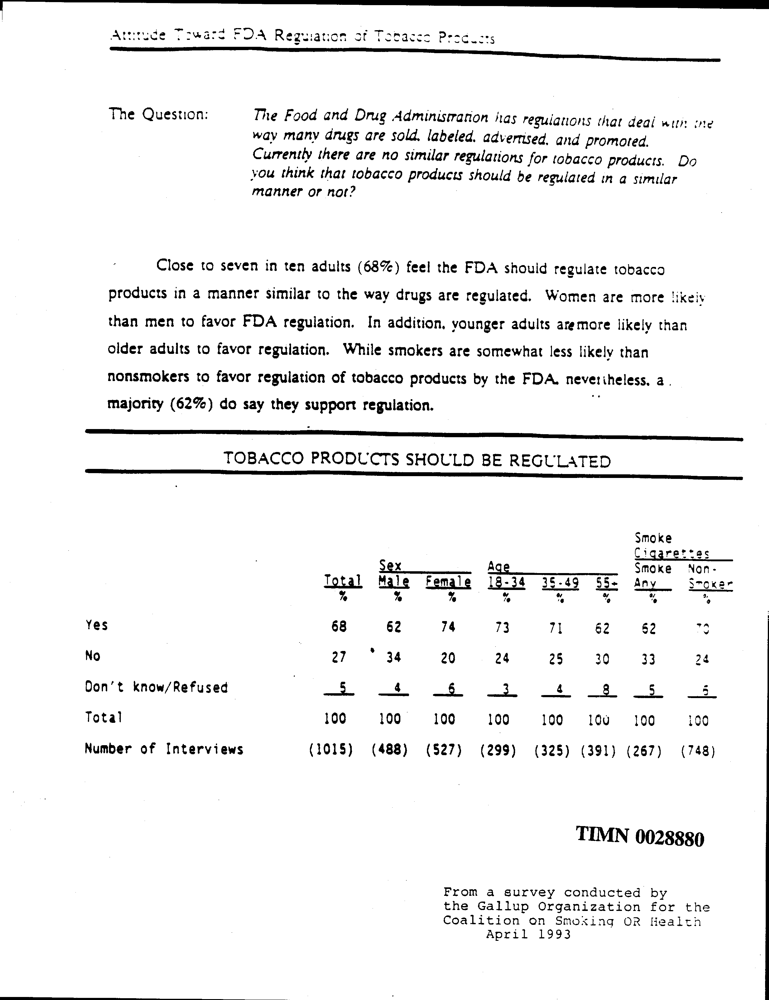 Attitude Toward FDA Regulation of Tobacco Products
The Question: The Food and Drug Administration has regulations that deal with the
way many drugs are sold, labeled, advertised, and promoted.
Currently there are no similar regulations for tobacco products. Do
you think that tobacco products should be regulated in a similar
manner or not?
Close to seven in ten adults (68%) feel the FDA should regulate tobacco
products in a manner similar to the way drugs are regulated. Women are more likely
than men to favor FDA regulation. In addition, younger adults are more likely than
older adults to favor regulation. While smokers are somewhat less likely than
nonsmokers to favor regulation of tobacco products by the FDA, nevertheless, a
majority (62%) do say they support regulation.
TOBACCO PRODUCTS SHOULD BE REGULATED
Smoke
Cigarettes
Sex Age Smoke Non-
Total Male Female 18-34 35-49 55+ Any Smoker
% % % % % % % %
Yes 68 62 74 73 71 62 62 70
No 27 34 20 24 25 30 33 24
Don't know/Refused 5 4 6 3 4 8 5 6
Total 100 100 100 100 100 100 100 100
Number of Interviews (1015) (488) (527) (299) (325) (391) (267) (748)
TIMN 0028880
From a survey conducted by
the Gallup Organization for the
Coalition on Smoking OR Health
April 1993